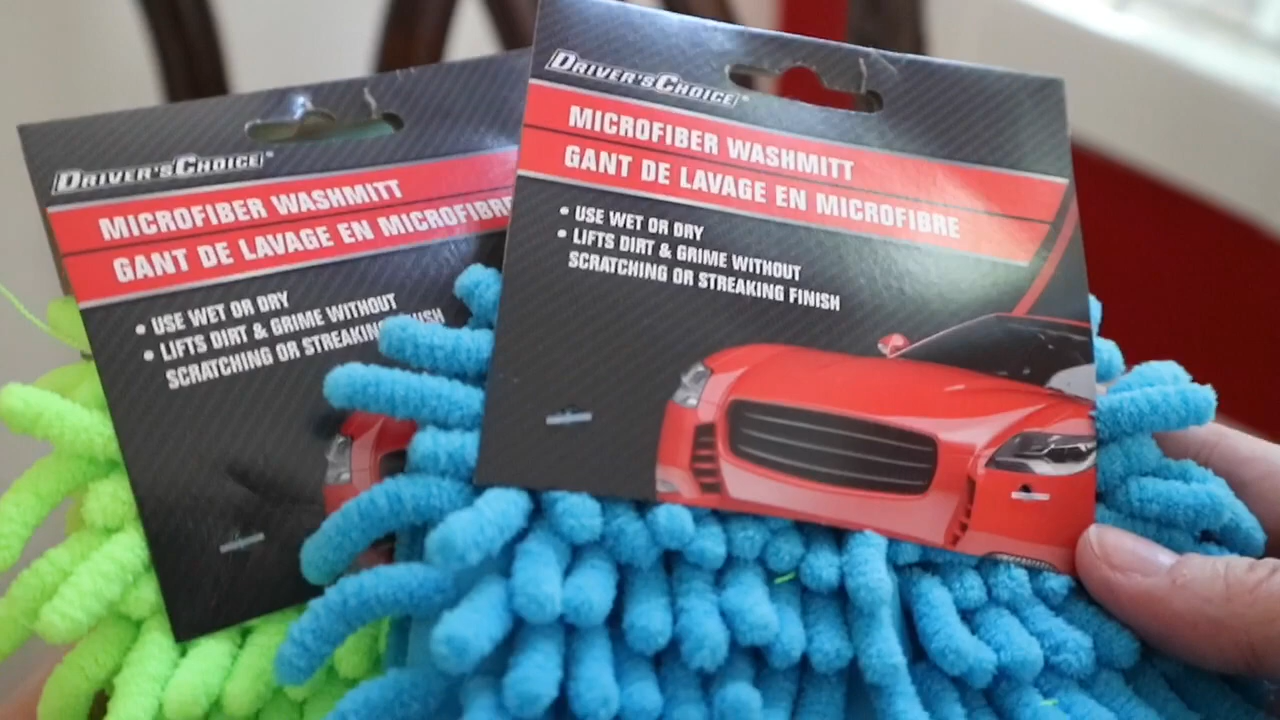 DRIVER'S CHOICE
MICROFIBER WASHMITT
GANT DE LAVAGE EN MICROFIBRE
• USE WET OR DRY
• LIFTS DIRT & GRIME WITHOUT
SCRATCHING OR STREAKING FINISH
DRIVER'S CHOICE®
MICROFIBER WASHMITT
GANT DE LAVAGE EN MICROFIBRE
• USE WET OR DRY
• LIFTS DIRT & GRIME WITHOUT
SCRATCHING OR STREAKING FINISH